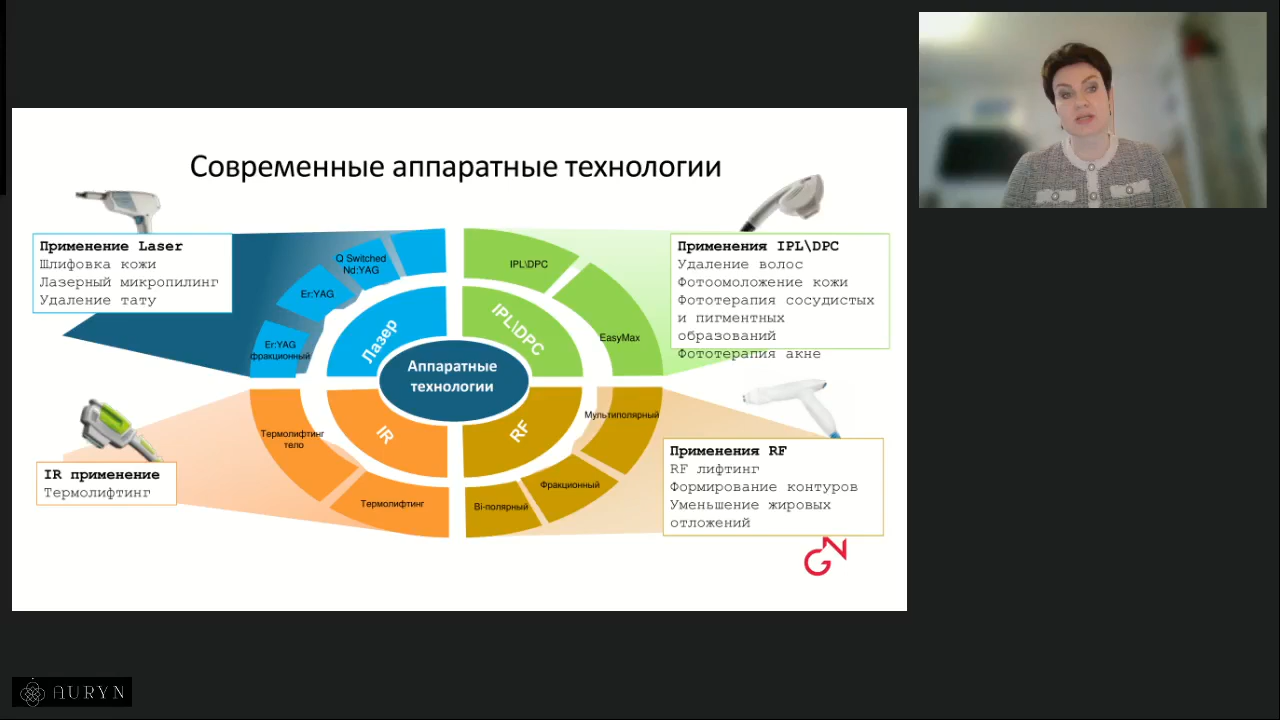 Современные аппаратные технологии
Применение Laser
Шлифовка кожи
Лазерный микропилинг
Удаление тату
Q Switched
Nd:YAG
Er:YAG
Er:YAG
фракционный
Лазер
IPL\DPC
EasyMax
IPL\DPC
Применения IPL\DPC
Удаление волос
Фотоомоложение кожи
Фототерапия сосудистых
и пигментных
образований
Фототерапия акне
Аппаратные
технологии
IR применение
Термолифтинг
Термолифтинг
тело
Термолифтинг
IR
RF
Мультиполярный
Фракционный
Bi-полярный
Применения RF
RF лифтинг
Формирование контуров
Уменьшение жировых
отложений
GN
AURYN